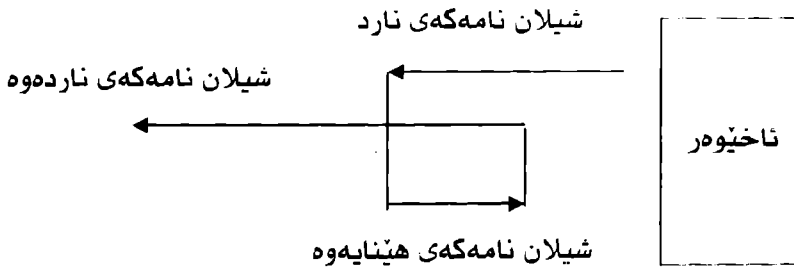 شیلان نامەکەی نارد
شیلان نامەکەی ناردەوە
ئاخێوەر
شیلان نامەکەی هێنایەوە